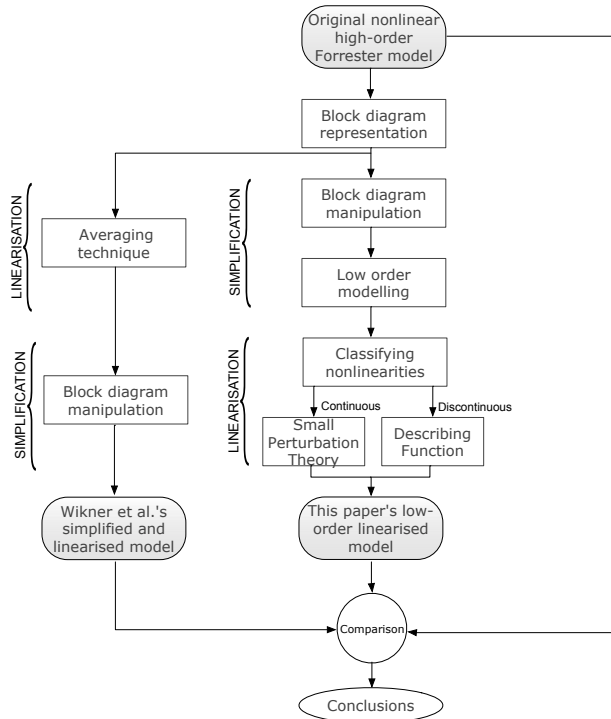 Original nonlinear
high-order
Forrester model
Block diagram
representation
LINEARISATION
Averaging
technique
SIMPLIFICATION
Block diagram
manipulation
Low order
modelling
SIMPLIFICATION
Block diagram
manipulation
LINEARISATION
Classifying
nonlinearities
Continuous
Discontinuous
Small
Perturbation
Theory
Describing
Function
Wikner et al.'s
simplified and
linearised model
This paper's low-
order linearised
model
Comparison
Conclusions